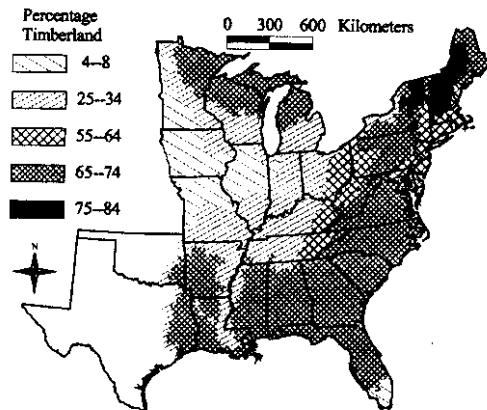 Percentage
Timberland
4--8
25--34
55--64
65--74
75--84
0 300 600 Kilometers
N